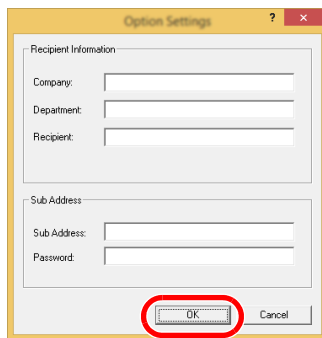 Option Settings
?
×
Recipient Information
Company:
Department:
Recipient:
Sub Address
Sub Address:
Password:
OK
Cancel